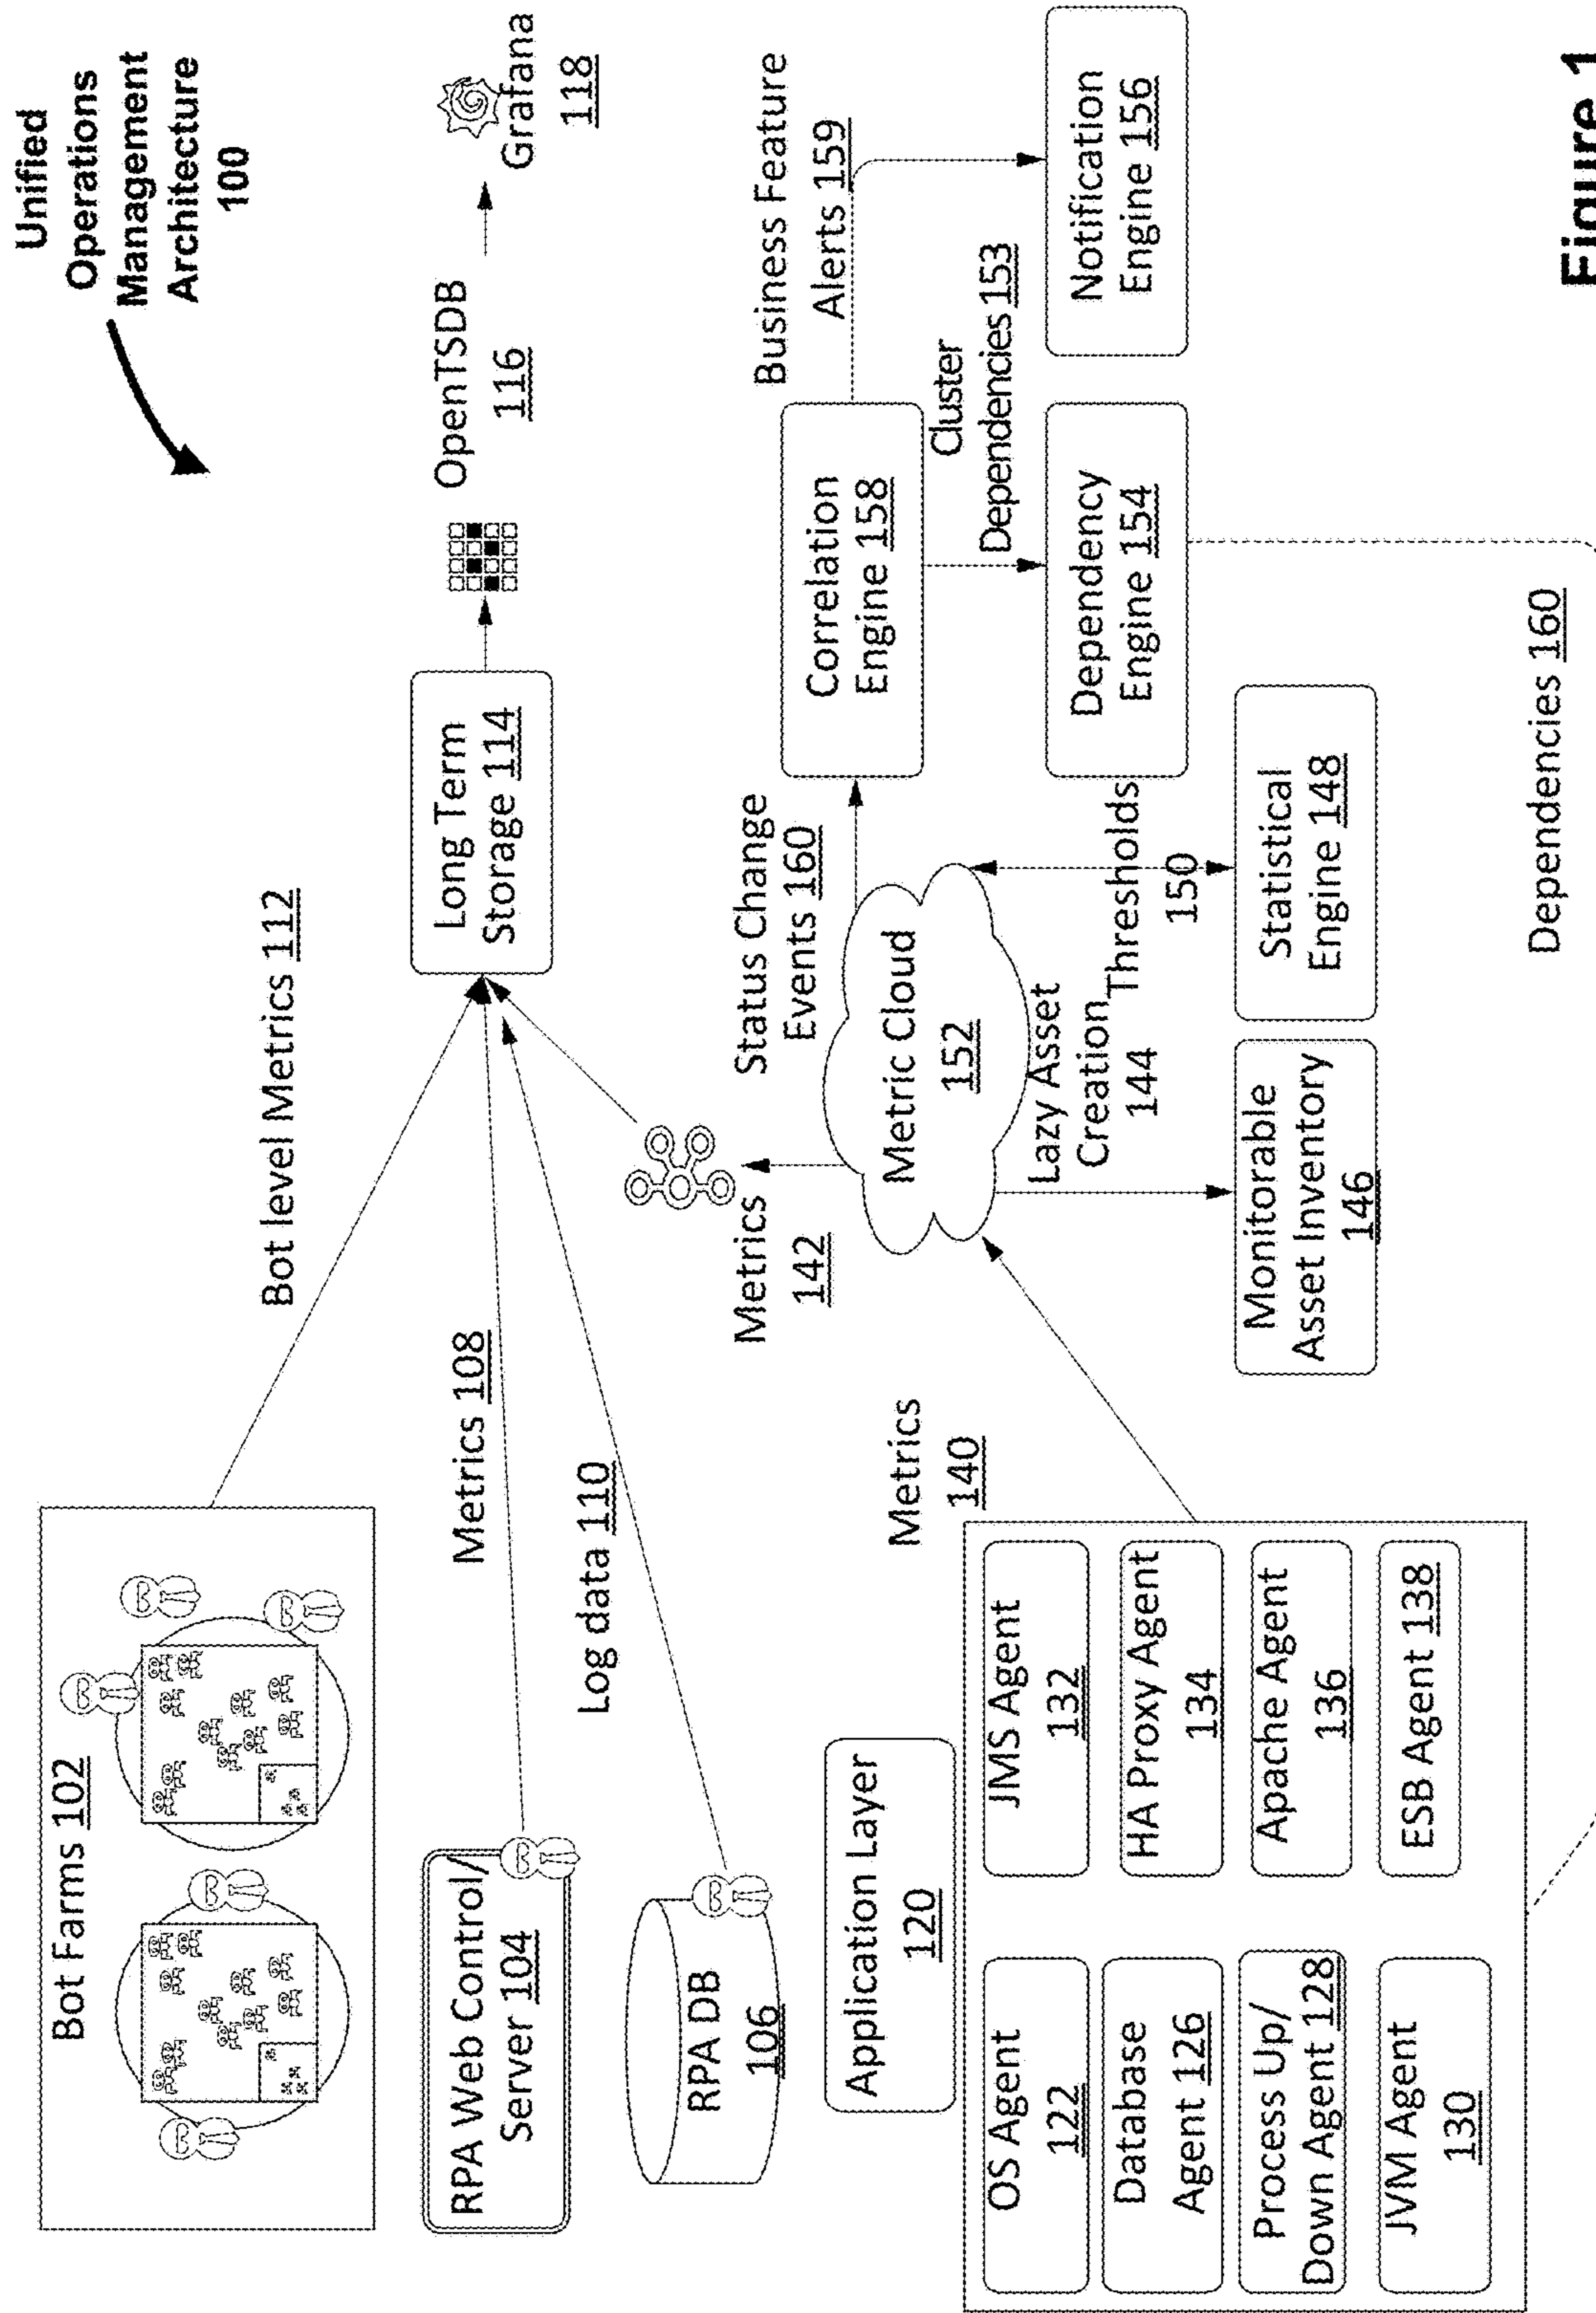 Unified
Operations
Management
Architecture
100
Bot Farms 102
Bot level Metrics 112
RPA Web Control/
Server 104
Metrics 108
Log data 110
RPA DB
106
Long Term
Storage 114
OpenTSDB
116
Grafana
118
Application Layer
120
OS Agent
122
Database
Agent 126
Process Up/
Down Agent 128
JVM Agent
130
JMS Agent
132
HA Proxy Agent
134
Apache Agent
136
ESB Agent 138
Metrics
140
Metrics
142
Metric Cloud
152
Status Change
Events 160
Lazy Asset
Creation
144
Thresholds
150
Monitorable
Asset Inventory
146
Statistical
Engine 148
Correlation
Engine 158
Business Feature
Alerts 159
Cluster
Dependencies 153
Dependency
Engine 154
Notification
Engine 156
Dependencies 160
Figure 1